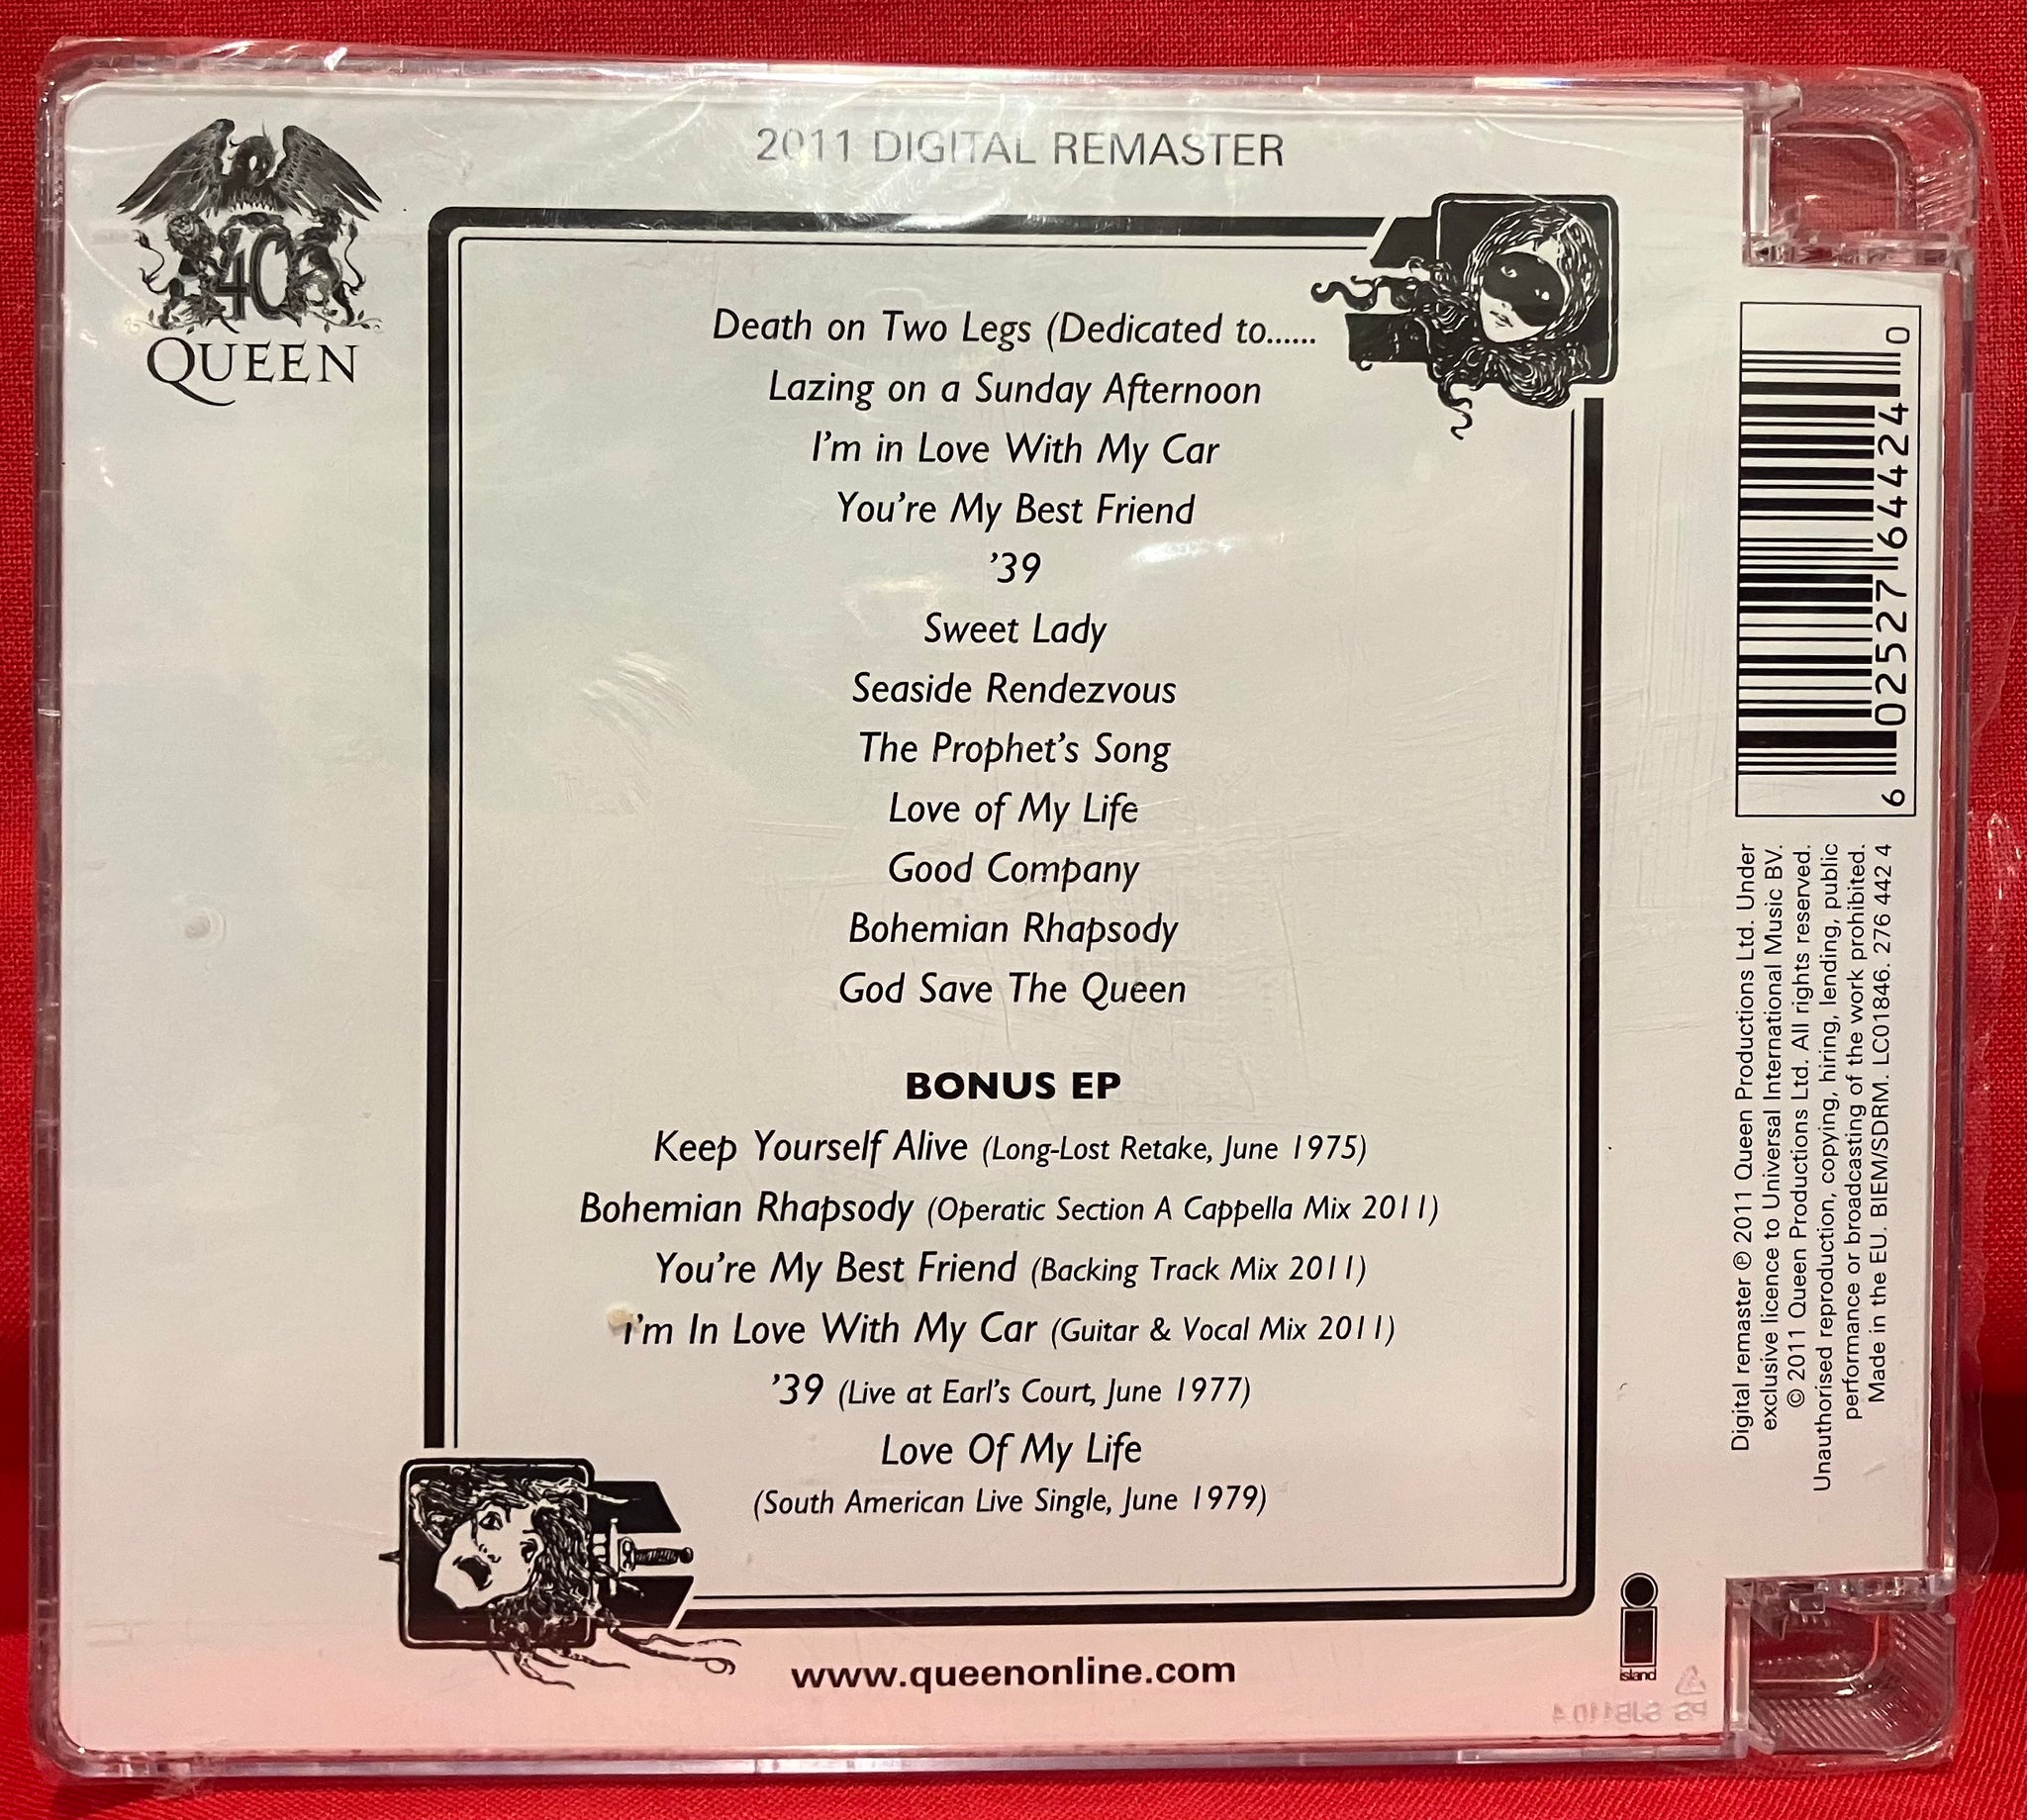 2011 DIGITAL REMASTER
40
QUEEN
Death on Two Legs (Dedicated to......
Lazing on a Sunday Afternoon
I'm in Love With My Car
You're My Best Friend
'39
Sweet Lady
Seaside Rendezvous
The Prophet's Song
Love of My Life
Good Company
Bohemian Rhapsody
God Save The Queen
BONUS EP
Keep Yourself Alive (Long-Lost Retake, June 1975)
Bohemian Rhapsody (Operatic Section A Cappella Mix 2011)
You're My Best Friend (Backing Track Mix 2011)
I'm In Love With My Car (Guitar & Vocal Mix 2011)
'39 (Live at Earl's Court, June 1977)
Love Of My Life
(South American Live Single, June 1979)
www.queenonline.com
island
6 02527 64424 0
Digital remaster ℗ 2011 Queen Productions Ltd. Under
exclusive licence to Universal International Music BV.
© 2011 Queen Productions Ltd. All rights reserved.
Unauthorised reproduction, copying, hiring, lending, public
performance or broadcasting of the work prohibited.
Made in the EU. BIEM/SDRM. LC01846. 276 442 4